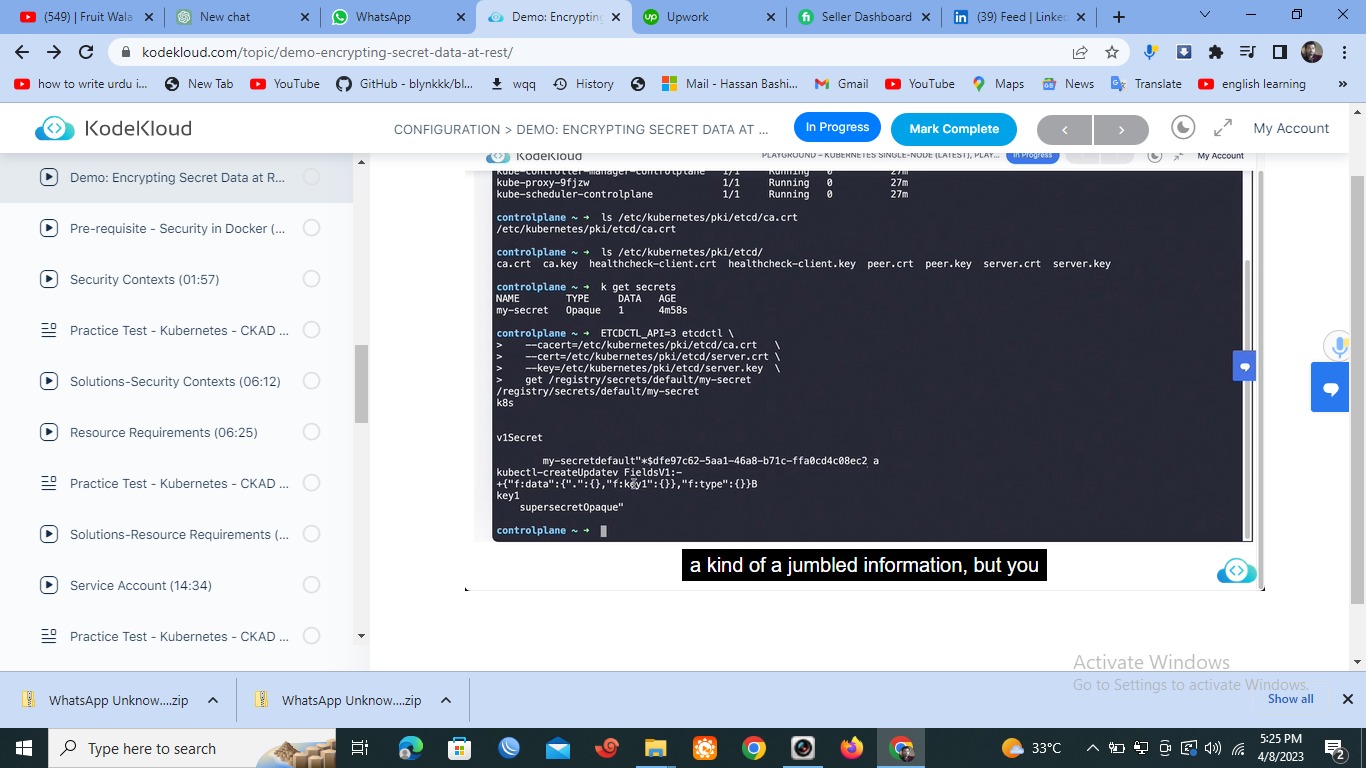 (549) | Fruit Wala
New chat
WhatsApp
Demo: Encrypting
Upwork
Seller Dashboard
(39) Feed | Linke
kodekloud.com/topic/demo-encrypting-secret-data-at-rest/
how to write urdu i...
New Tab
YouTube
GitHub - blynkkk/bl...
wqq
History
Mail - Hassan Bashi...
Gmail
YouTube
Maps
News
Translate
english learning
KodeKloud
CONFIGURATION > DEMO: ENCRYPTING SECRET DATA AT ...
In Progress
Mark Complete
My Account
Demo: Encrypting Secret Data at R...
Pre-requisite - Security in Docker (...
Security Contexts (01:57)
Practice Test - Kubernetes - CKAD ...
Solutions-Security Contexts (06:12)
Resource Requirements (06:25)
Practice Test - Kubernetes - CKAD ...
Solutions-Resource Requirements (...
Service Account (14:34)
Practice Test - Kubernetes - CKAD ...
KodeKloud
PLAYGROUND – KUBERNETES SINGLE-NODE (LATEST), PLAY...
In Progress
My Account
kube-controller-manager-controlplane 1/1 Running 0 27m
kube-proxy-9fjzw 1/1 Running 0 27m
kube-scheduler-controlplane 1/1 Running 0 27m
controlplane ~ ➜ ls /etc/kubernetes/pki/etcd/ca.crt
/etc/kubernetes/pki/etcd/ca.crt
controlplane ~ ➜ ls /etc/kubernetes/pki/etcd/
ca.crt ca.key healthcheck-client.crt healthcheck-client.key peer.crt peer.key server.crt server.key
controlplane ~ ➜ k get secrets
NAME TYPE DATA AGE
my-secret Opaque 1 4m58s
controlplane ~ ➜ ETCDCTL_API=3 etcdctl \
> --cacert=/etc/kubernetes/pki/etcd/ca.crt \
> --cert=/etc/kubernetes/pki/etcd/server.crt \
> --key=/etc/kubernetes/pki/etcd/server.key \
> get /registry/secrets/default/my-secret
/registry/secrets/default/my-secret
k8s
v1Secret
my-secretdefault"*$dfe97c62-5aa1-46a8-b71c-ffa0cd4c08ec2 a
kubectl-createUpdatev FieldsV1:-
+{"f:data":{".":{},"f:key1":{}},"f:type":{}}B
key1
supersecretOpaque"
controlplane ~ ➜
a kind of a jumbled information, but you
Activate Windows
Go to Settings to activate Windows.
WhatsApp Unknow....zip
WhatsApp Unknow....zip
Show all
Type here to search
33°C
5:25 PM
4/8/2023
2